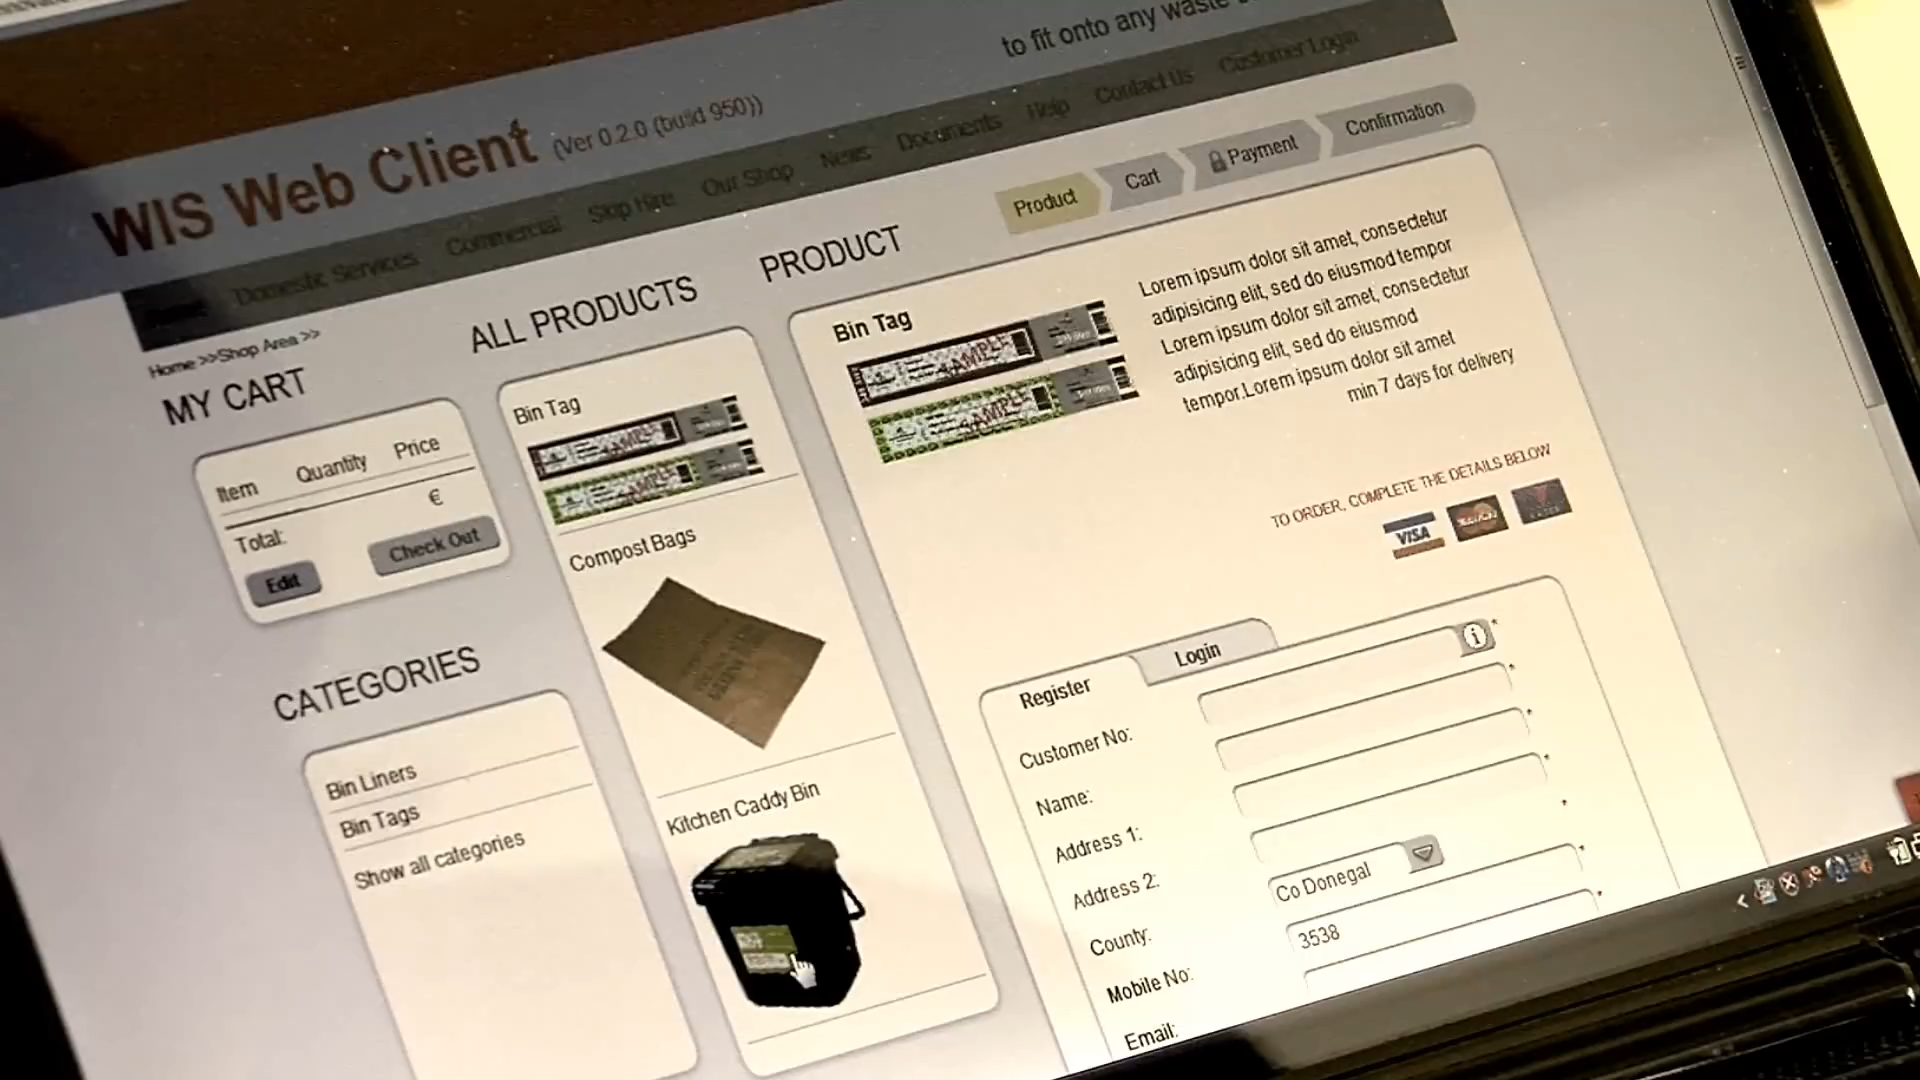 to fit onto any waste
WIS Web Client (Ver 0.2.0 (build 950))
Domestic Services Commercial Skip Hire Our Shop News Documents Help Contact Us Customer Login
Home >>Shop Area >>
Product Cart Payment Confirmation
MY CART
Item Quantity Price
€
Total:
Edit Check Out
CATEGORIES
Bin Liners
Bin Tags
Show all categories
ALL PRODUCTS
Bin Tag
SAMPLE
SAMPLE
Compost Bags
Kitchen Caddy Bin
PRODUCT
Bin Tag
SAMPLE
SAMPLE
Lorem ipsum dolor sit amet, consectetur
adipisicing elit, sed do eiusmod tempor
Lorem ipsum dolor sit amet, consectetur
adipisicing elit, sed do eiusmod
tempor.Lorem ipsum dolor sit amet
min 7 days for delivery
TO ORDER, COMPLETE THE DETAILS BELOW
VISA
Register Login
Customer No:
Name:
Address 1:
Address 2:
County: Co Donegal
Mobile No: 3538
Email: